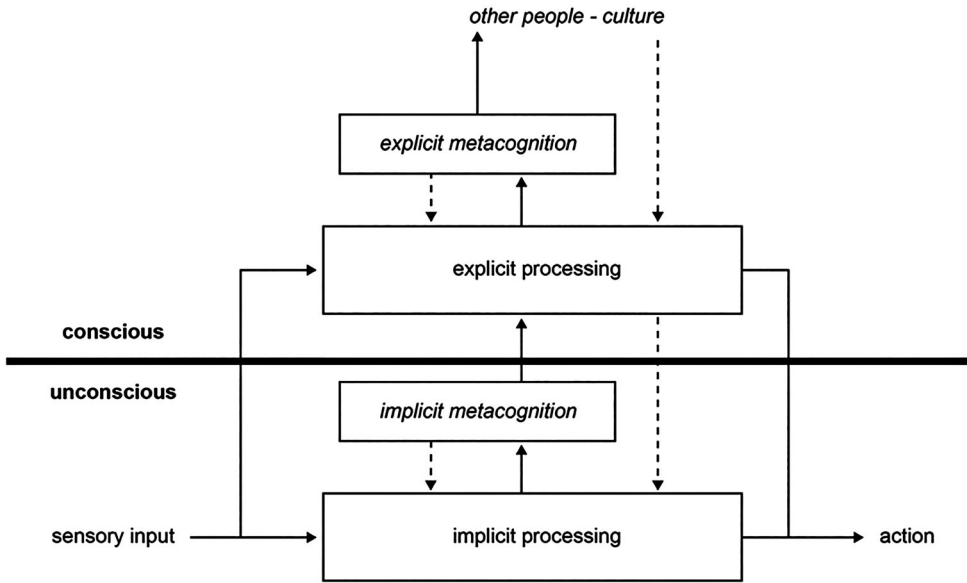 other people - culture
explicit metacognition
explicit processing
conscious
unconscious
implicit metacognition
sensory input
implicit processing
action